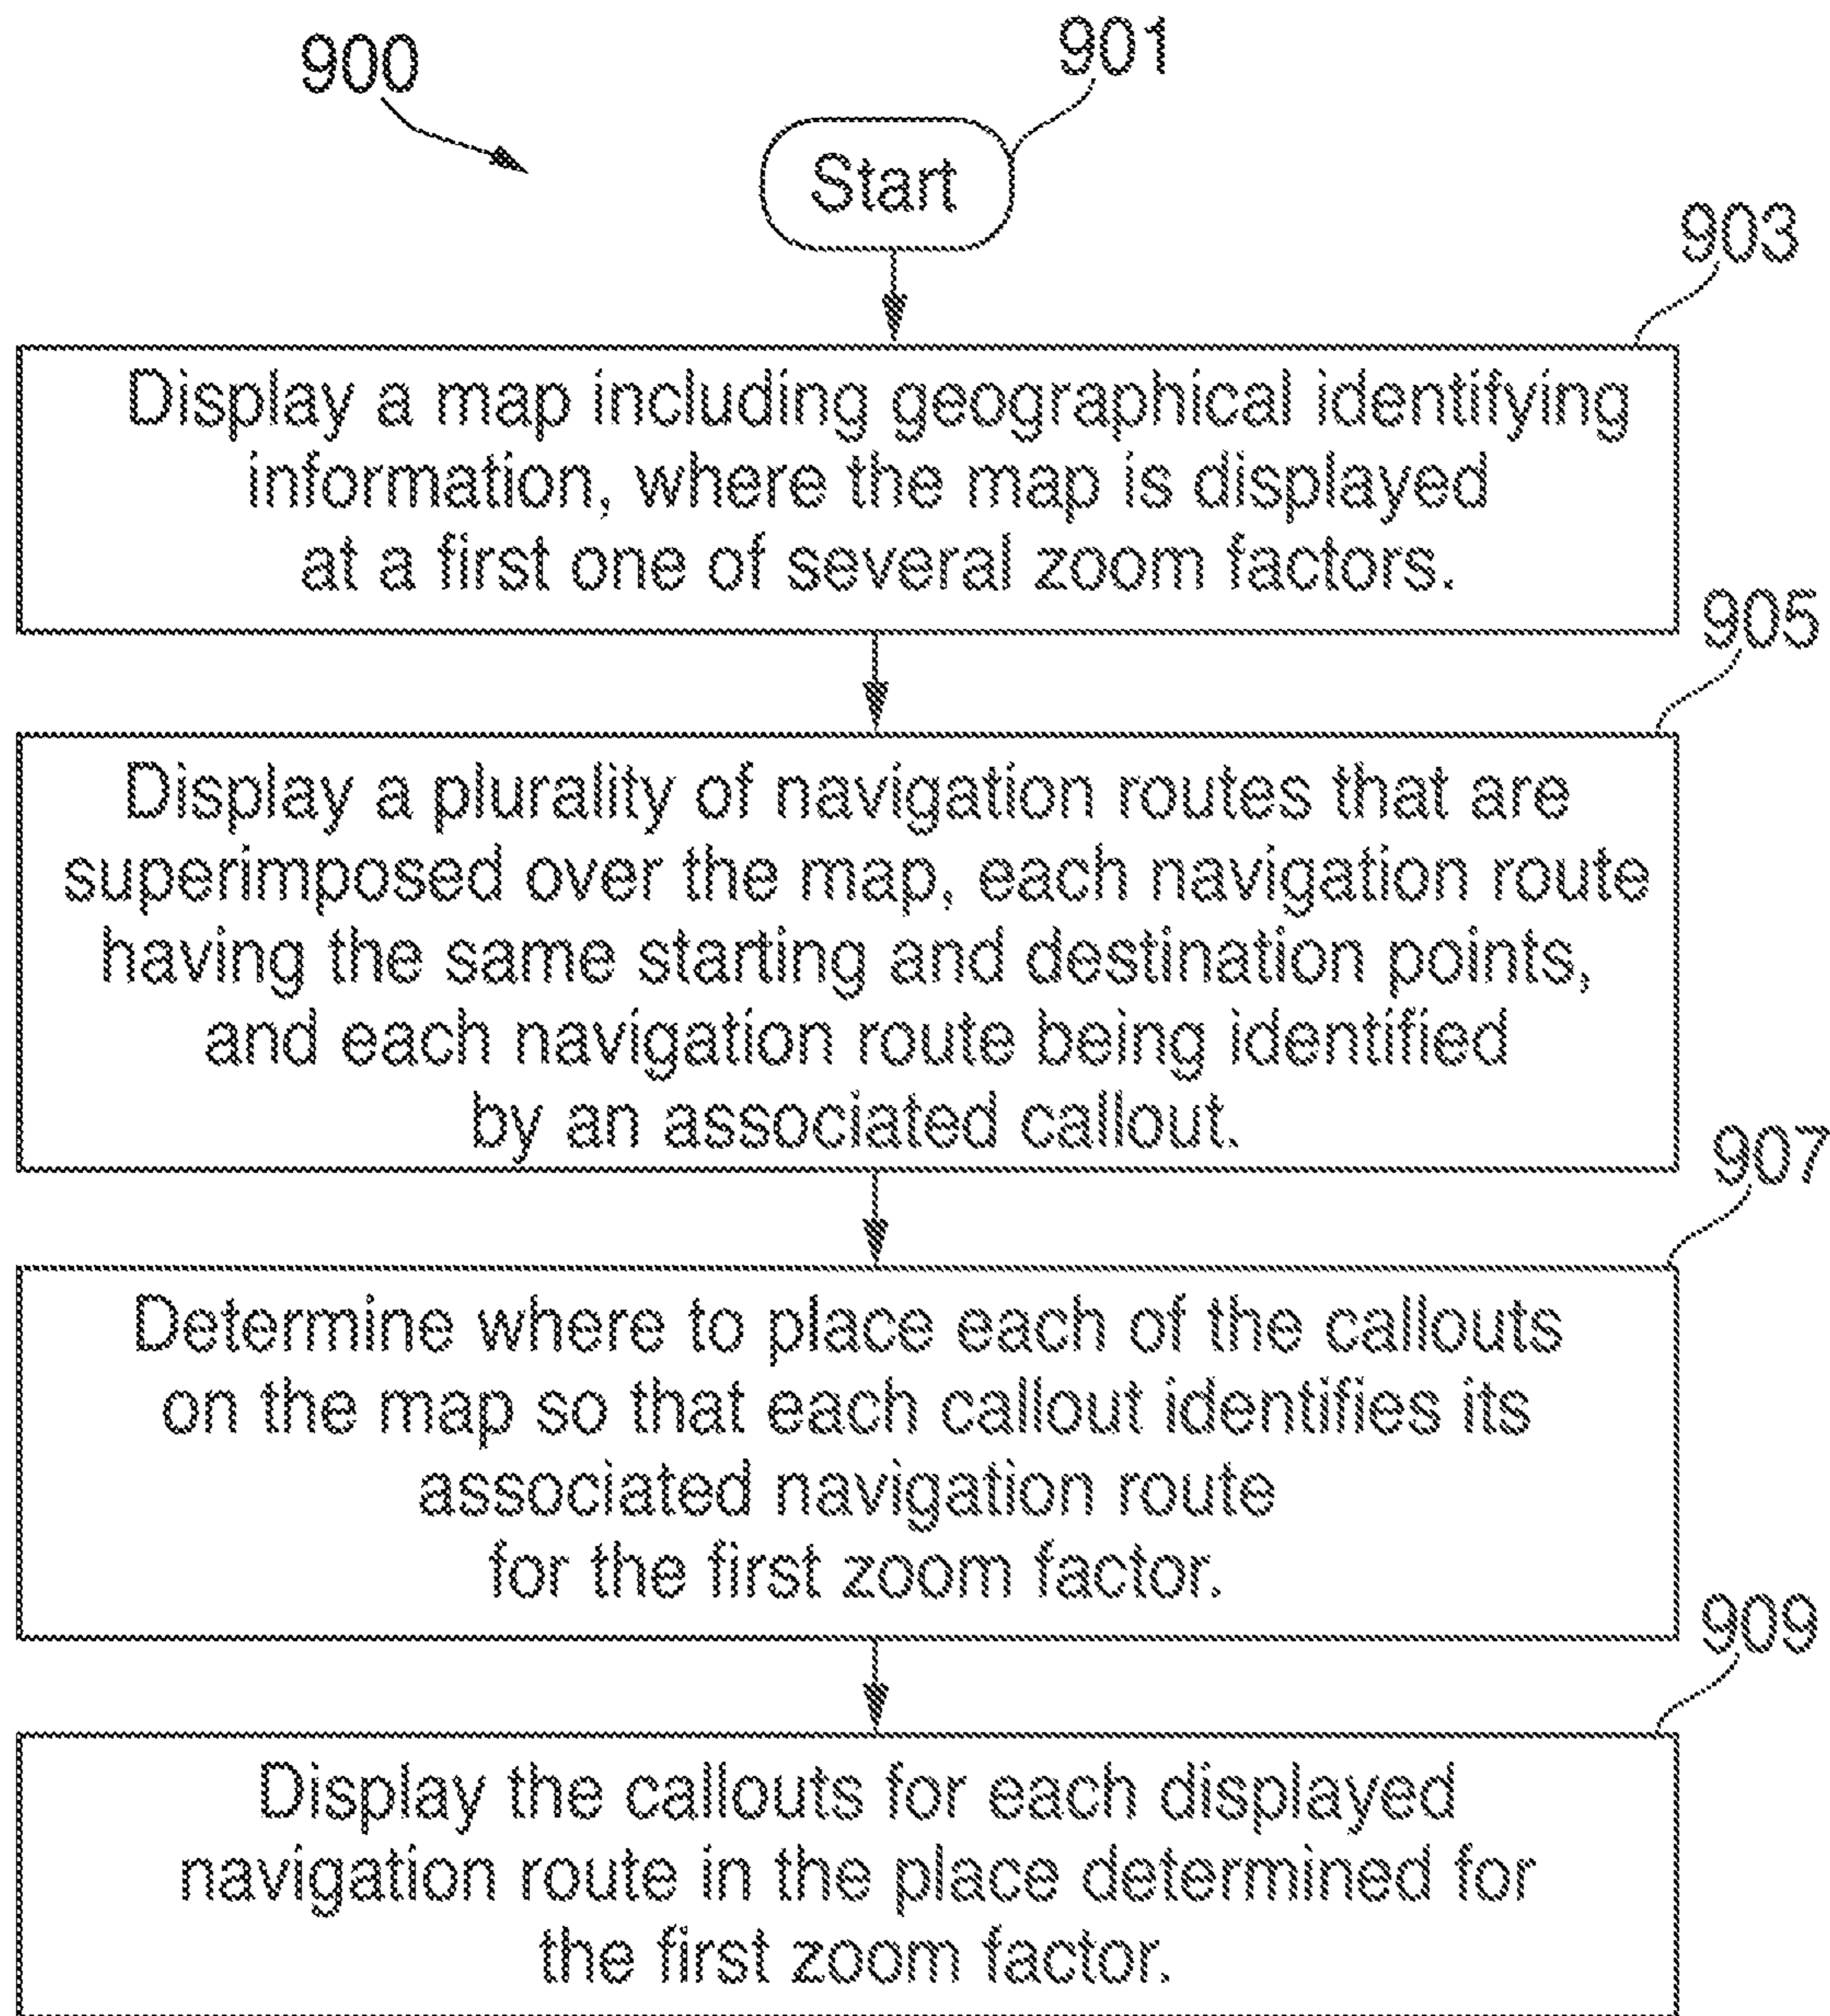 900
901
Start
903
Display a map including geographical identifying
information, where the map is displayed
at a first one of several zoom factors.
905
Display a plurality of navigation routes that are
superimposed over the map, each navigation route
having the same starting and destination points,
and each navigation route being identified
by an associated callout.
907
Determine where to place each of the callouts
on the map so that each callout identifies its
associated navigation route
for the first zoom factor.
909
Display the callouts for each displayed
navigation route in the place determined for
the first zoom factor.